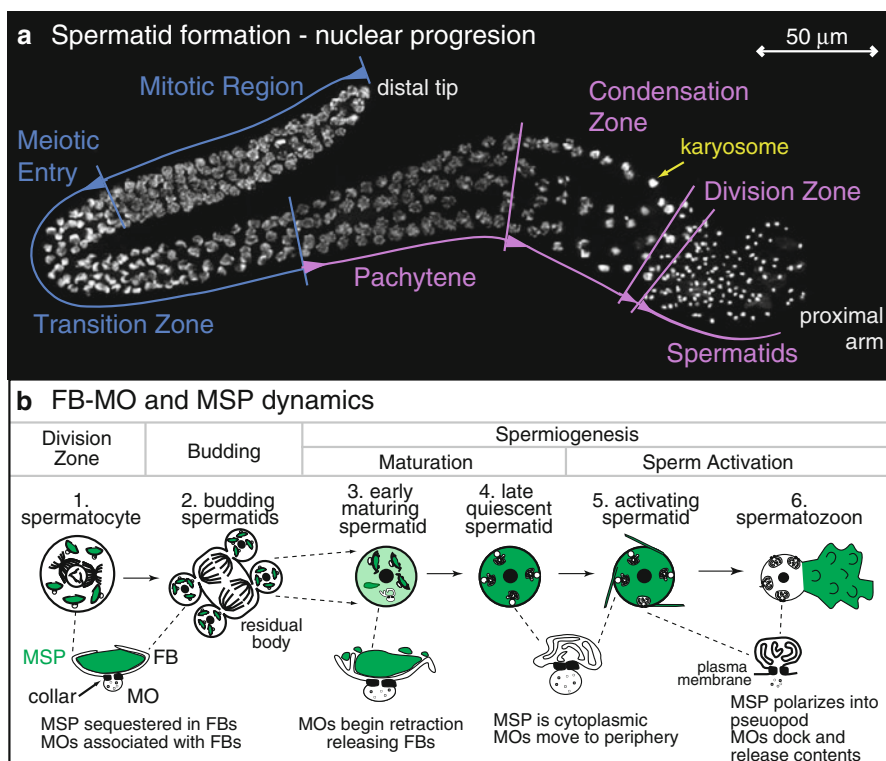 a Spermatid formation - nuclear progresion
50 µm
Mitotic Region
distal tip
Condensation
Zone
Meiotic
Entry
karyosome
Division Zone
Pachytene
Transition Zone
proximal
arm
Spermatids
b FB-MO and MSP dynamics
Division
Zone
Budding
Spermiogenesis
Maturation
Sperm Activation
1.
spermatocyte
2. budding
spermatids
3. early
maturing
spermatid
4. late
quiescent
spermatid
5. activating
spermatid
6.
spermatozoon
residual
body
MSP
FB
collar
MO
plasma
membrane
MSP sequestered in FBs
MOs associated with FBs
MOs begin retraction
releasing FBs
MSP is cytoplasmic
MOs move to periphery
MSP polarizes into
pseuopod
MOs dock and
release contents